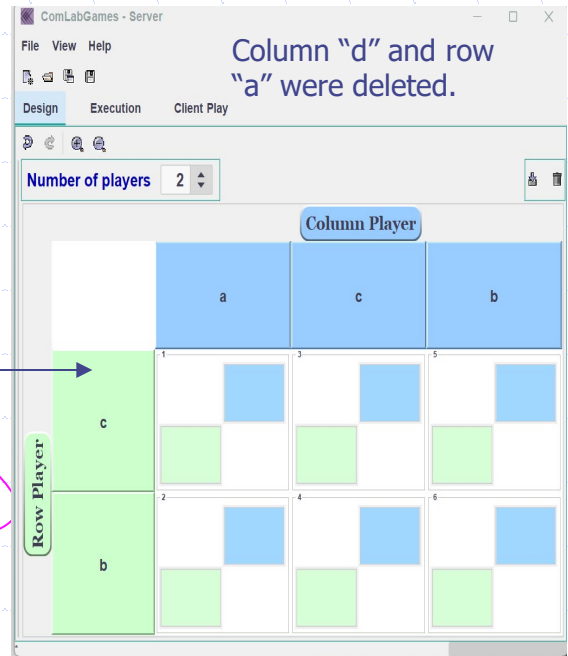 ComLabGames - Server
File View Help
Column “d” and row
“a” were deleted.
Design Execution Client Play
Number of players 2
Column Player
a c b
1 3 5
c
Row Player
2 4 6
b